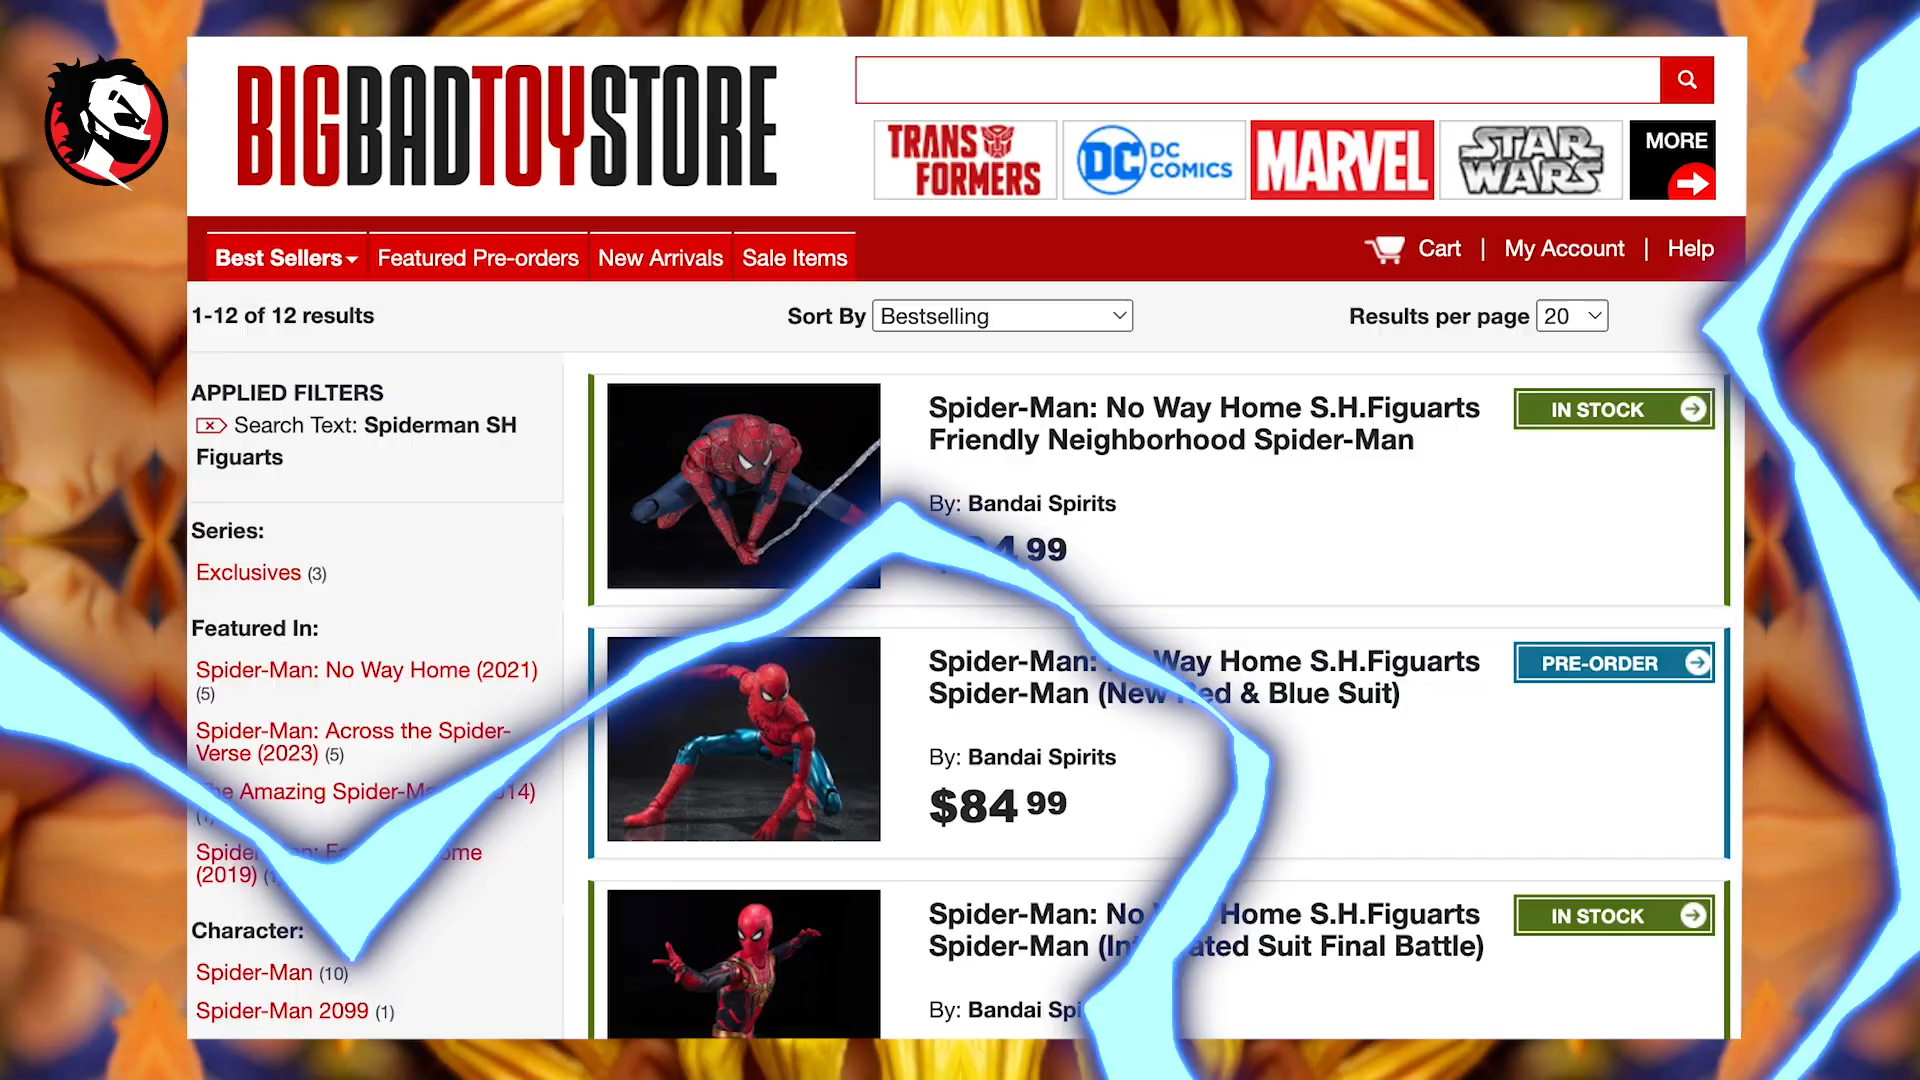 BIGBADTOYSTORE
TRANSFORMERS
DC
DC COMICS
MARVEL
STAR WARS
MORE
Best Sellers
Featured Pre-orders
New Arrivals
Sale Items
Cart | My Account | Help
1-12 of 12 results
Sort By Bestselling
Results per page 20
APPLIED FILTERS
Search Text: Spiderman SH
Figuarts
Series:
Exclusives (3)
Featured In:
Spider-Man: No Way Home (2021)
(5)
Spider-Man: Across the Spider-
Verse (2023) (5)
Amazing
(2019)
Character:
Spider-Man (10)
Spider-Man 2099 (1)
Spider-Man: No Way Home S.H.Figuarts
Friendly Neighborhood Spider-Man
IN STOCK
By: Bandai Spirits
99
Spider-Man: Way Home S.H.Figuarts
Spider-Man (New Red & Blue Suit)
PRE-ORDER
By: Bandai Spirits
$84 99
Spider-Man: No Home S.H.Figuarts
Spider-Man Suit Final Battle)
IN STOCK
By: Bandai